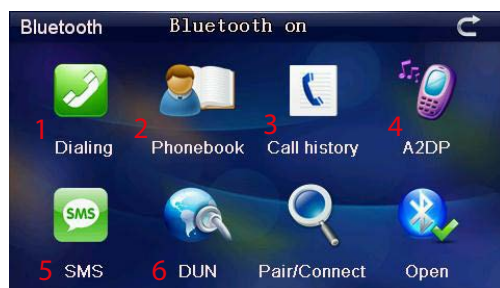 Bluetooth Bluetooth on
1 Dialing 2 Phonebook 3 Call history 4 A2DP
SMS
5 SMS 6 DUN Pair/Connect Open